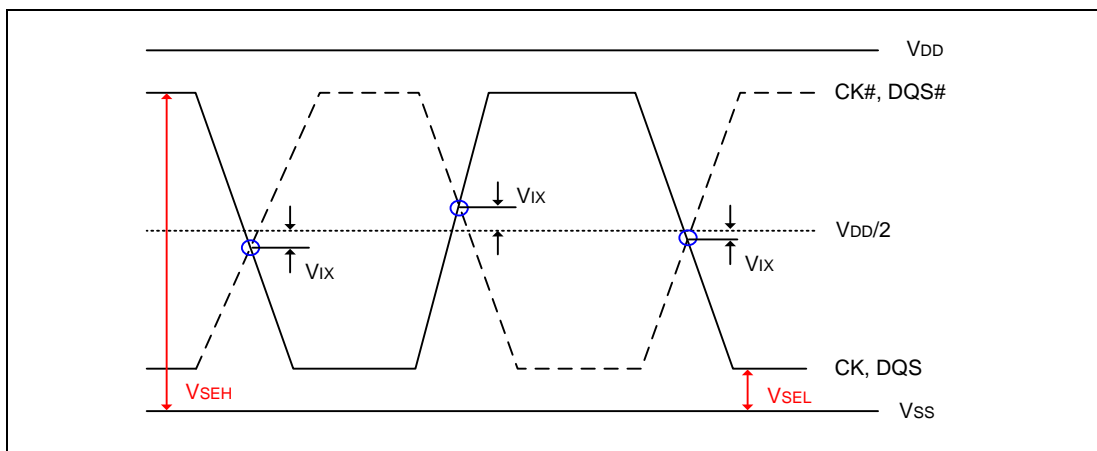 VDD
CK#, DQS#
VIX
VDD/2
VIX
VIX
CK, DQS
VSEH
VSEL
VSS